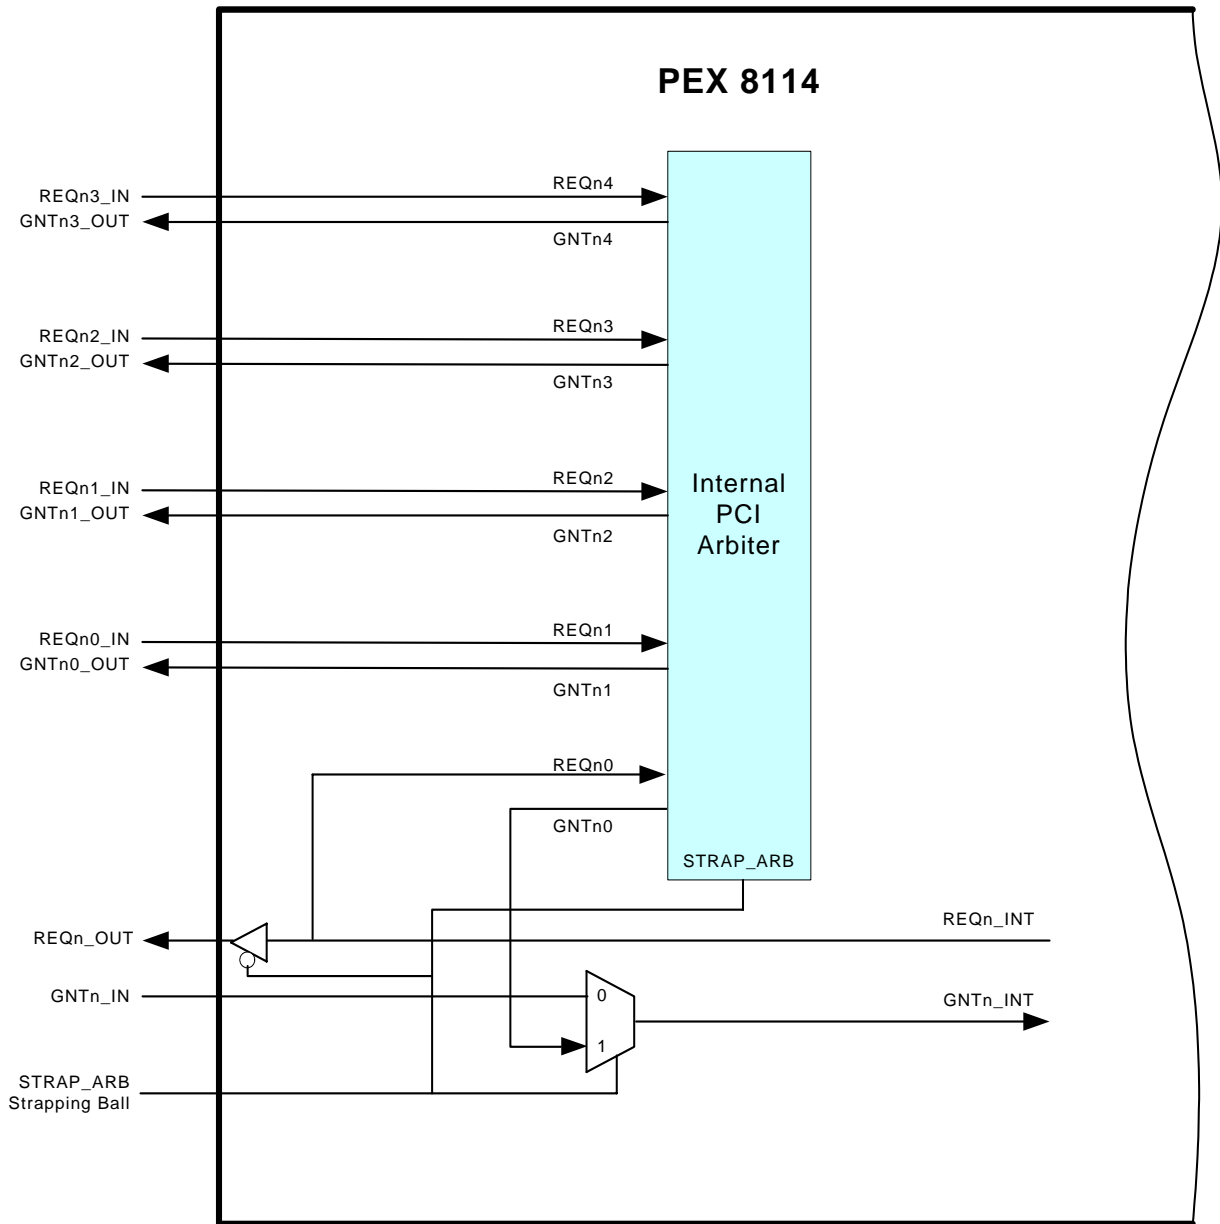 PEX 8114
REQn3_IN
REQn4
GNTn3_OUT
GNTn4
REQn2_IN
REQn3
GNTn2_OUT
GNTn3
REQn1_IN
REQn2
GNTn1_OUT
GNTn2
Internal
PCI
Arbiter
REQn0_IN
REQn1
GNTn0_OUT
GNTn1
REQn0
GNTn0
STRAP_ARB
REQn_OUT
REQn_INT
GNTn_IN
0
GNTn_INT
1
STRAP_ARB
Strapping Ball